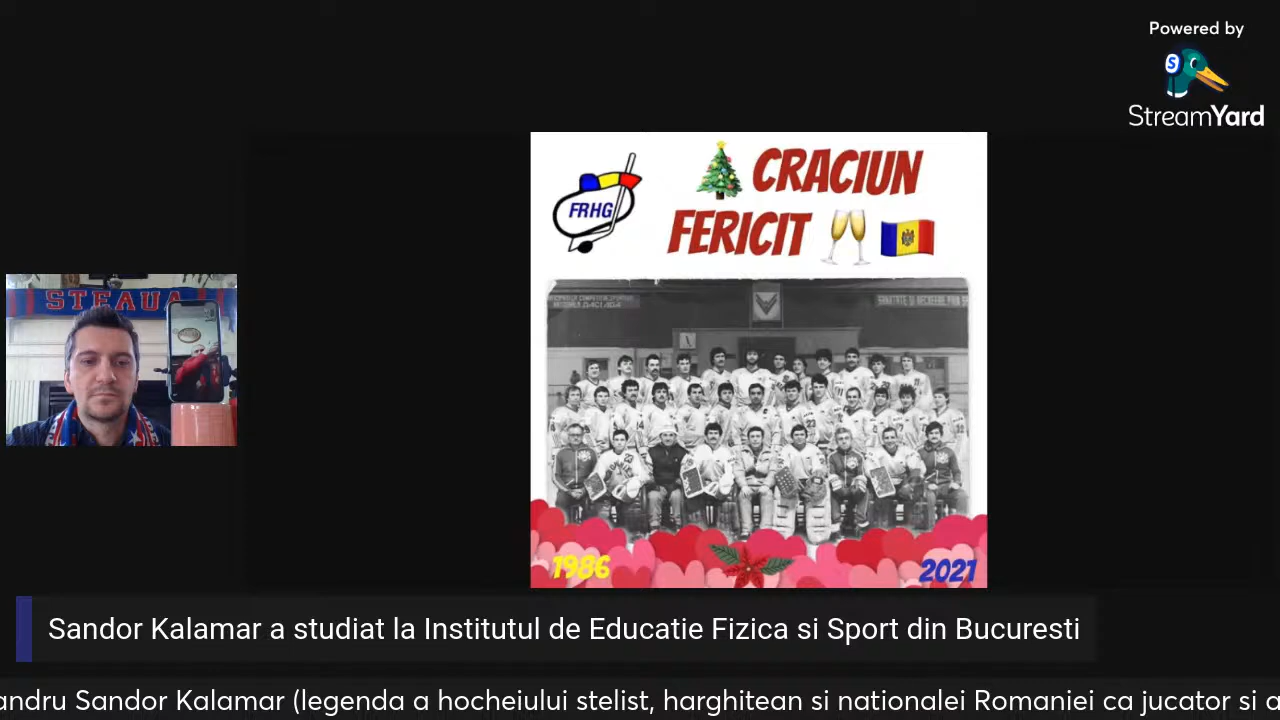 Powered by
StreamYard
CRACIUN
FERICIT
FRHG
STEAUA
DACIADA
1986
2021
Sandor Kalamar a studiat la Institutul de Educatie Fizica si Sport din Bucuresti
andru Sandor Kalamar (legenda a hocheiului stelist, harghitean si nationalei Romaniei ca jucator si a